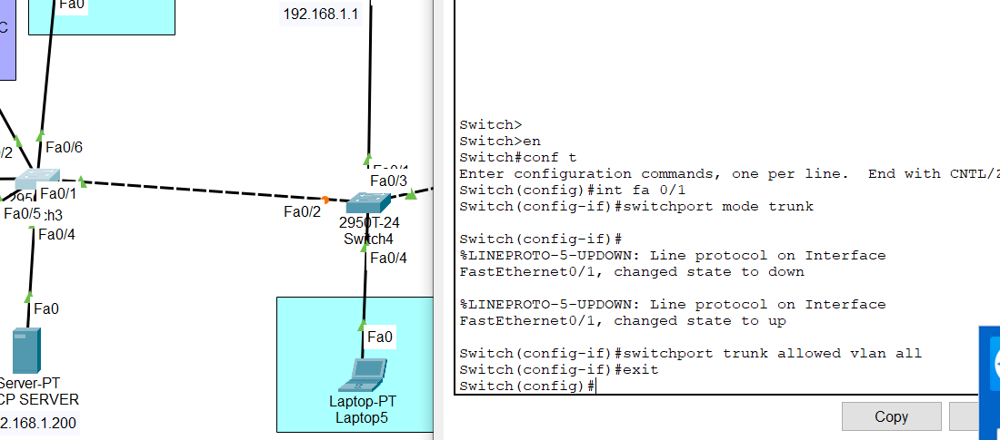 Fa0
C
192.168.1.1
/2
Fa0/6
Fa0/1
Fa0/5
:h3
Fa0/4
Fa0
Server-PT
CP SERVER
2.168.1.200
Fa0/3
Fa0/2
2950T-24
Switch4
Fa0/4
Fa0
Laptop-PT
Laptop5
Switch>
Switch>en
Switch#conf t
Enter configuration commands, one per line.  End with CNTL/Z
Switch(config)#int fa 0/1
Switch(config-if)#switchport mode trunk
Switch(config-if)#
%LINEPROTO-5-UPDOWN: Line protocol on Interface
FastEthernet0/1, changed state to down
%LINEPROTO-5-UPDOWN: Line protocol on Interface
FastEthernet0/1, changed state to up
Switch(config-if)#switchport trunk allowed vlan all
Switch(config-if)#exit
Switch(config)#
Copy